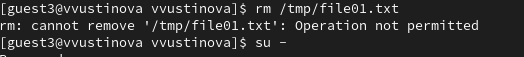 [guest3@vvustinova vvustinova]$ rm /tmp/file01.txt
rm: cannot remove '/tmp/file01.txt': Operation not permitted
[guest3@vvustinova vvustinova]$ su -